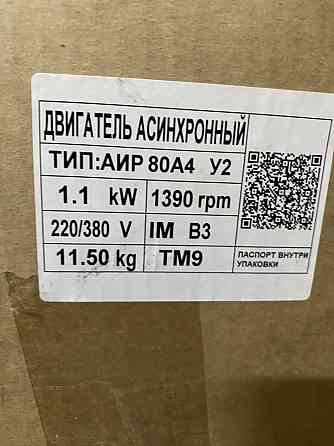 ДВИГАТЕЛЬ АСИНХРОННЫЙ
ТИП:АИР 80А4 У2
1.1 kW 1390 rpm
220/380 V IM B3
11.50 kg TM9
ПАСПОРТ ВНУТРИ
УПАКОВКИ